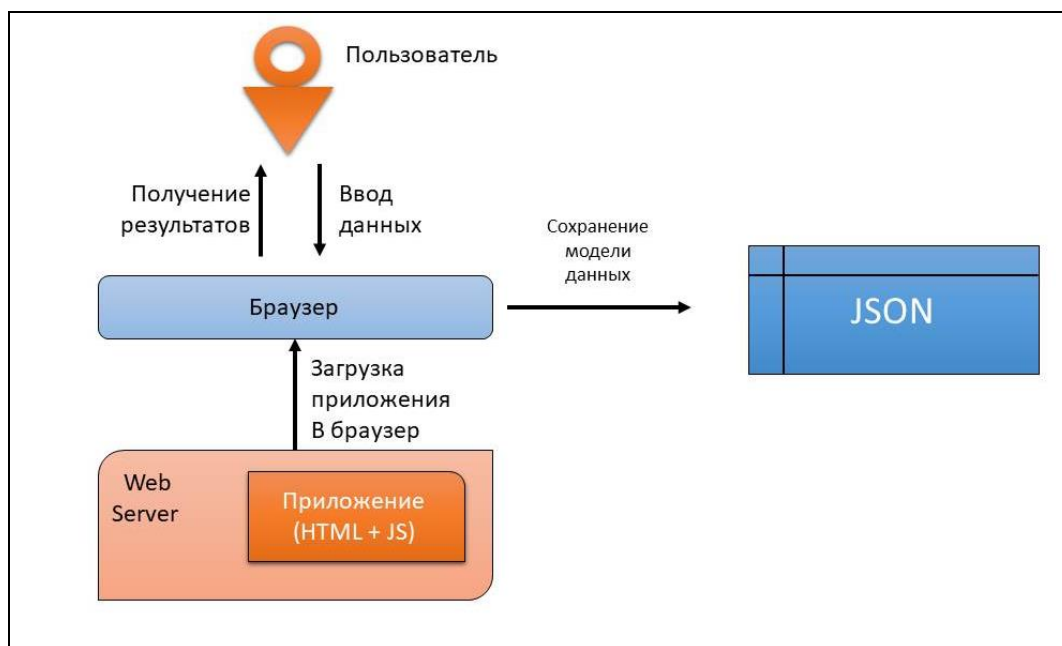 Пользователь
Получение
результатов
Ввод
данных
Сохранение
модели
данных
Браузер
JSON
Загрузка
приложения
В браузер
Web
Server
Приложение
(HTML + JS)